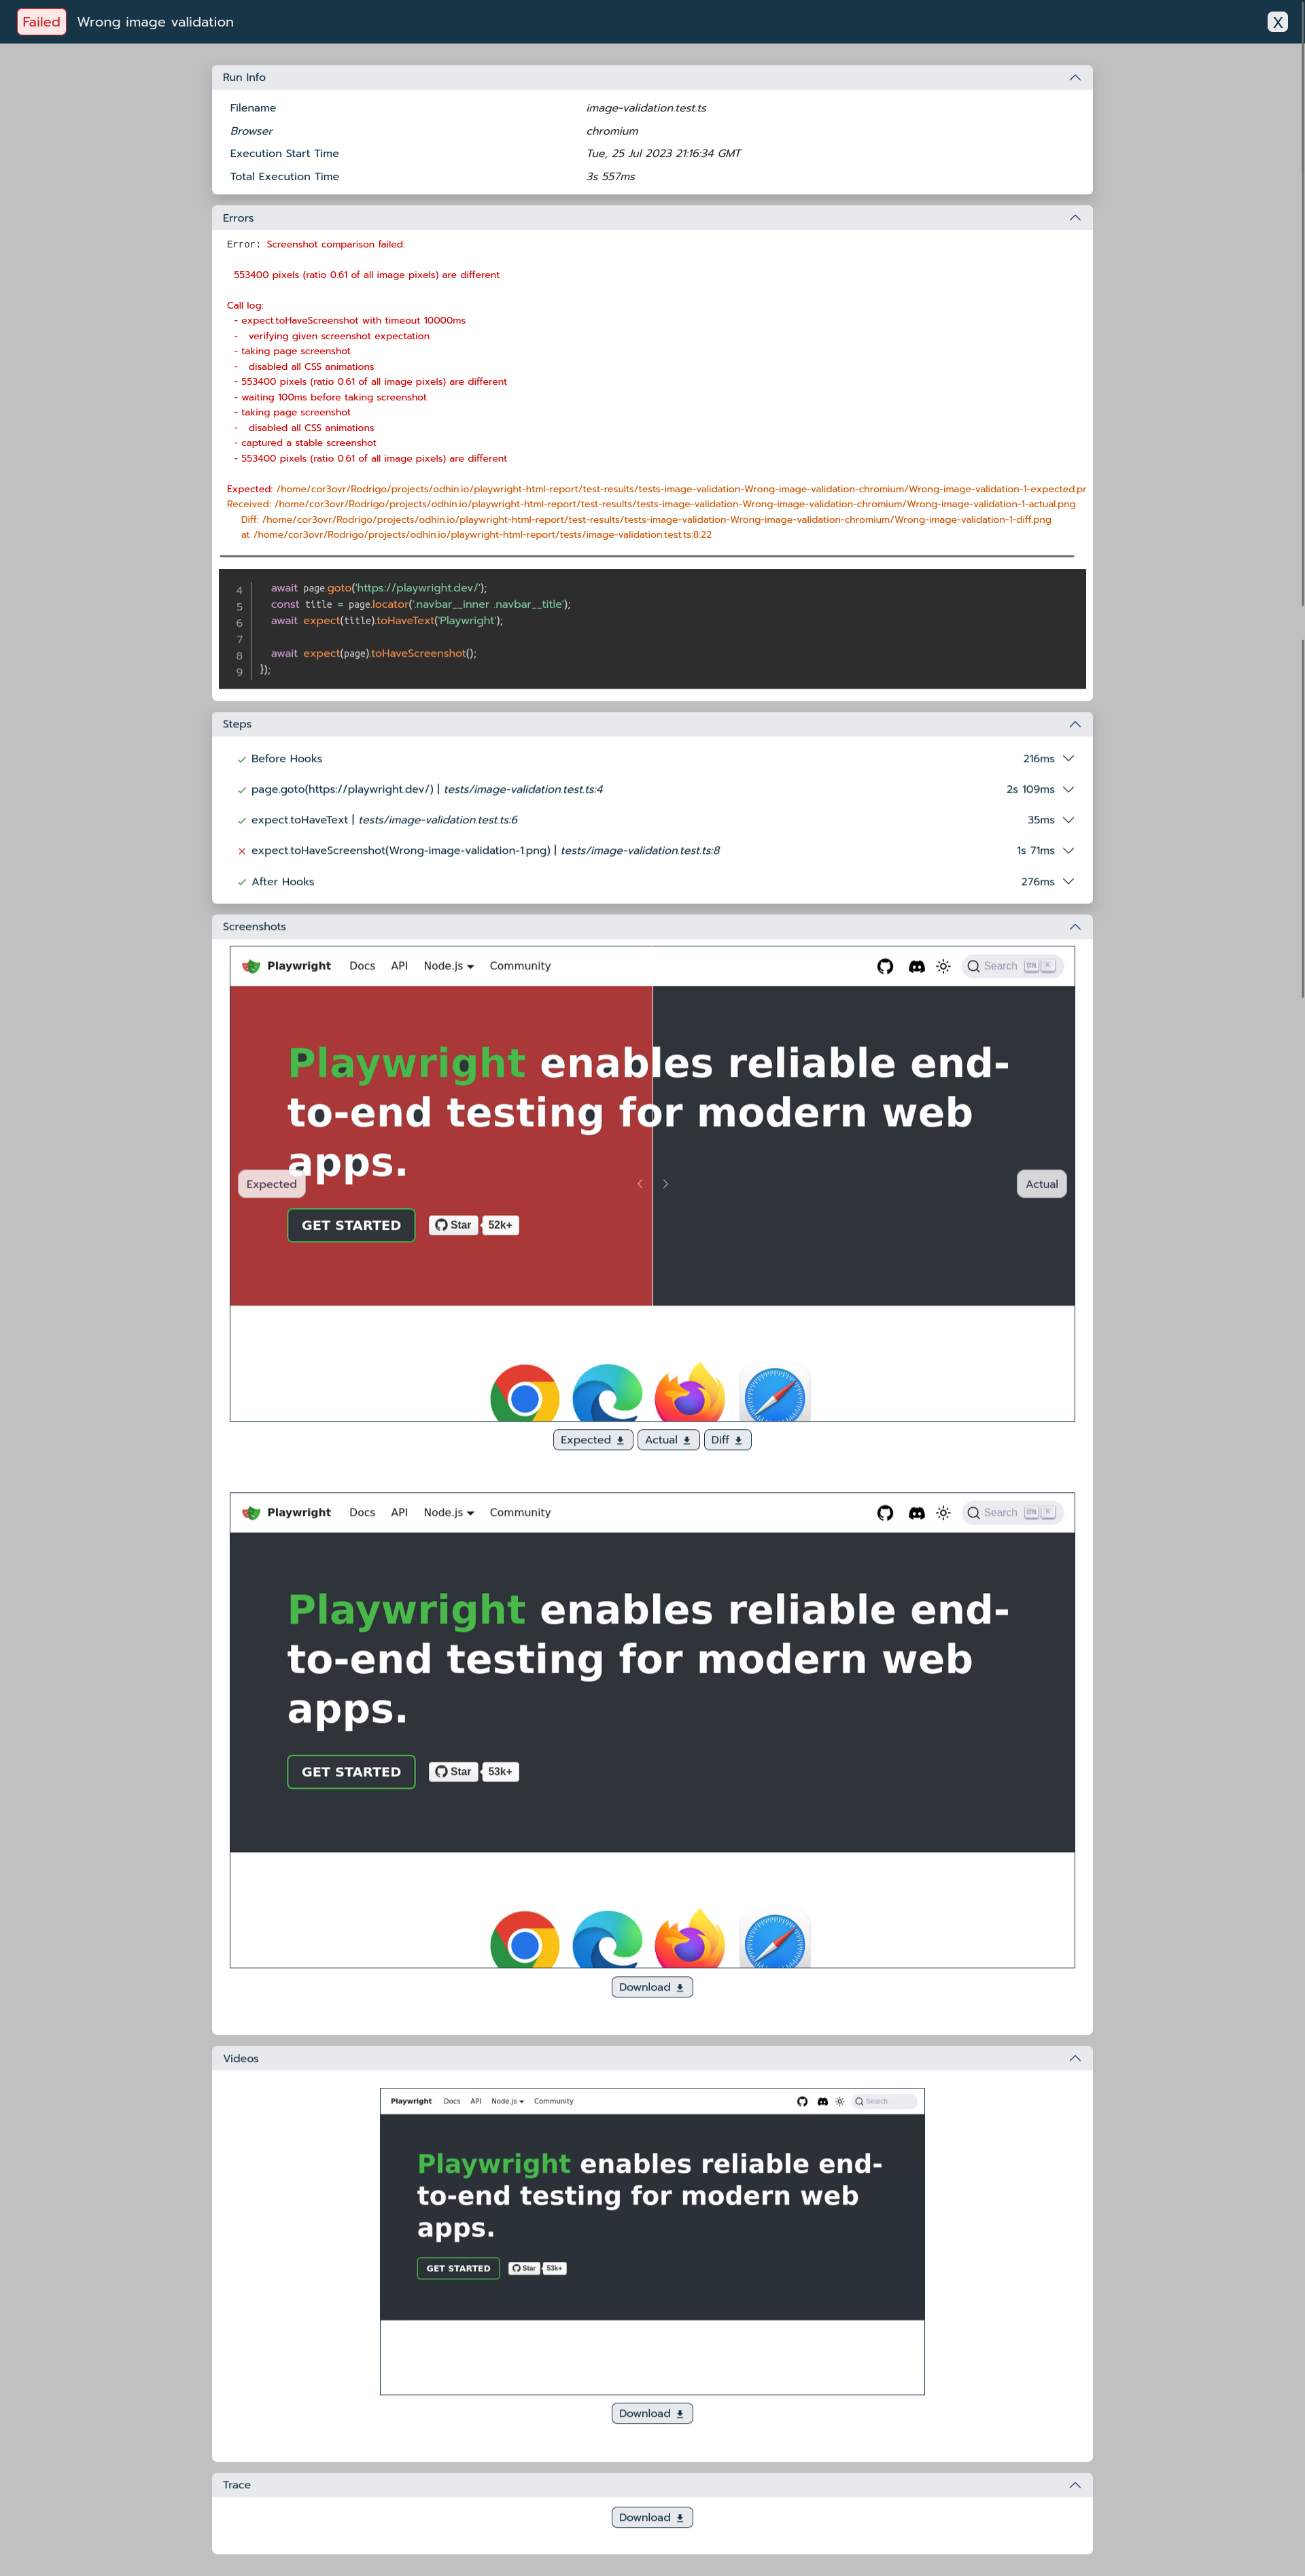 Failed Wrong image validation X
Run Info
Filename image-validation.test.ts
Browser chromium
Execution Start Time Tue, 25 Jul 2023 21:16:34 GMT
Total Execution Time 3s 557ms
Errors
Error: Screenshot comparison failed:
553400 pixels (ratio 0.61 of all image pixels) are different
Call log:
- expect.toHaveScreenshot with timeout 10000ms
-   verifying given screenshot expectation
- taking page screenshot
-   disabled all CSS animations
- 553400 pixels (ratio 0.61 of all image pixels) are different
- waiting 100ms before taking screenshot
- taking page screenshot
-   disabled all CSS animations
- captured a stable screenshot
- 553400 pixels (ratio 0.61 of all image pixels) are different
Expected: /home/cor3ovr/Rodrigo/projects/odhin.io/playwright-html-report/test-results/tests-image-validation-Wrong-image-validation-chromium/Wrong-image-validation-1-expected.pr
Received: /home/cor3ovr/Rodrigo/projects/odhin.io/playwright-html-report/test-results/tests-image-validation-Wrong-image-validation-chromium/Wrong-image-validation-1-actual.png
Diff: /home/cor3ovr/Rodrigo/projects/odhin.io/playwright-html-report/test-results/tests-image-validation-Wrong-image-validation-chromium/Wrong-image-validation-1-diff.png
at /home/cor3ovr/Rodrigo/projects/odhin.io/playwright-html-report/tests/image-validation.test.ts:8:22
4 await page.goto('https://playwright.dev/');
5 const title = page.locator('.navbar__inner .navbar__title');
6 await expect(title).toHaveText('Playwright');
7
8 await expect(page).toHaveScreenshot();
9 });
Steps
Before Hooks 216ms
page.goto(https://playwright.dev/) | tests/image-validation.test.ts:4 2s 109ms
expect.toHaveText | tests/image-validation.test.ts:6 35ms
expect.toHaveScreenshot(Wrong-image-validation-1.png) | tests/image-validation.test.ts:8 1s 71ms
After Hooks 276ms
Screenshots
Playwright Docs API Node.js Community Search K
Playwright enables reliable end-
to-end testing for modern web
apps.
Expected Actual
GET STARTED Star 52k+
Expected Actual Diff
Playwright Docs API Node.js Community Search K
Playwright enables reliable end-
to-end testing for modern web
apps.
GET STARTED Star 53k+
Download
Videos
Playwright Docs API Node.js Community Search
Playwright enables reliable end-
to-end testing for modern web
apps.
GET STARTED Star 53k+
Download
Trace
Download